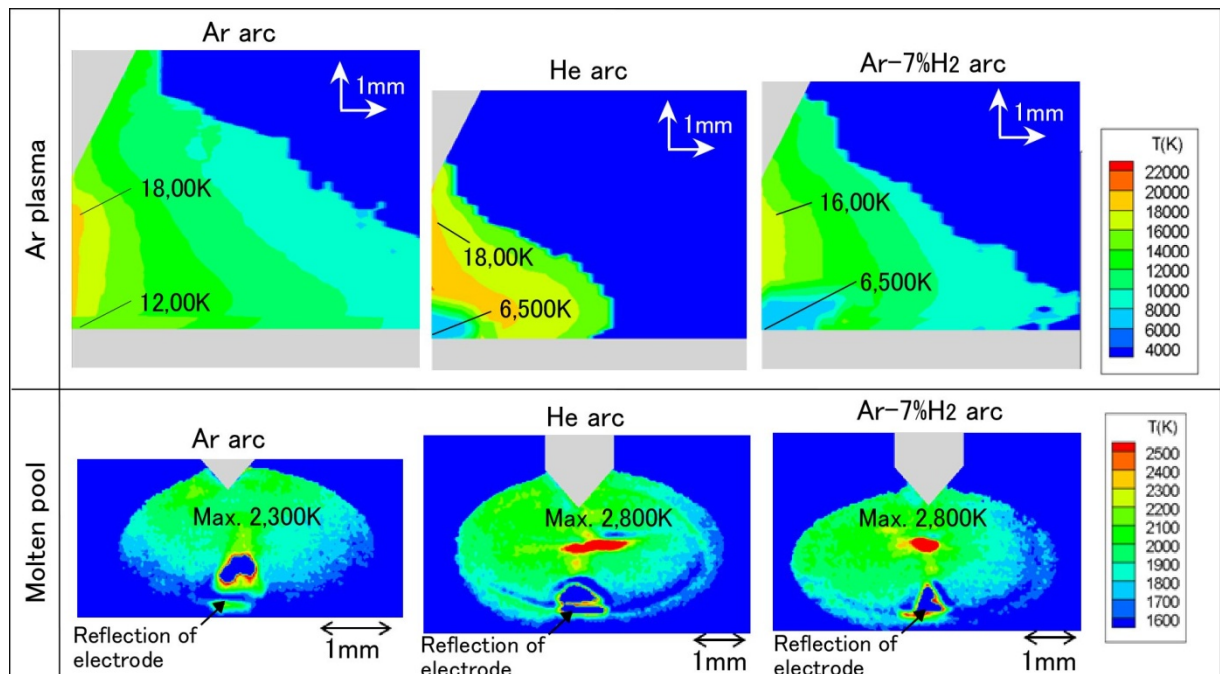 Ar plasma
Ar arc
1mm
18,00K
12,00K
He arc
1mm
18,00K
6,500K
Ar-7%H2 arc
1mm
16,00K
6,500K
T(K)
22000
20000
18000
16000
14000
12000
10000
8000
6000
4000
Molten pool
Ar arc
Max. 2,300K
Reflection of
electrode
1mm
He arc
Max. 2,800K
Reflection of
electrode
1mm
Ar-7%H2 arc
Max. 2,800K
Reflection of
electrode
1mm
T(K)
2500
2400
2300
2200
2100
2000
1900
1800
1700
1600